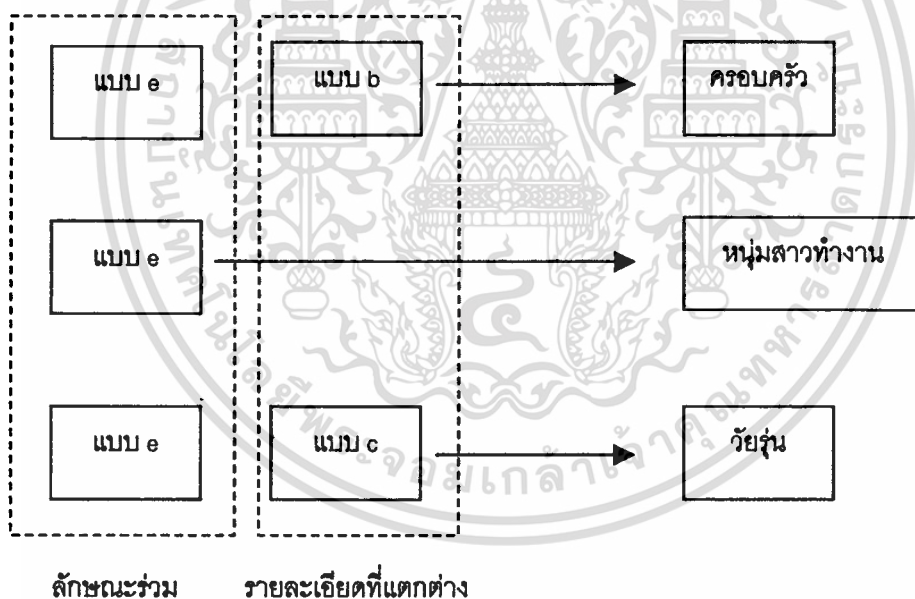 แบบ e แบบ b ครอบครัว
แบบ e หนุ่มสาวทำงาน
แบบ e แบบ c วัยรุ่น
ลักษณะร่วม รายละเอียดที่แตกต่าง